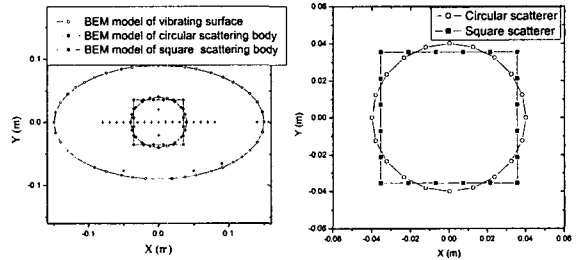 BEM model of vibrating surface
BEM model of circular scattering body
BEM model of square scattering body
0.1
0.0
-0.1
Y (m)
-0.1
0.0
0.1
X (m)
Circular scatterer
Square scatterer
0.06
0.04
0.02
0.00
-0.02
-0.04
-0.06
Y (m)
-0.06
-0.04
-0.02
0.00
0.02
0.04
0.06
X (m)